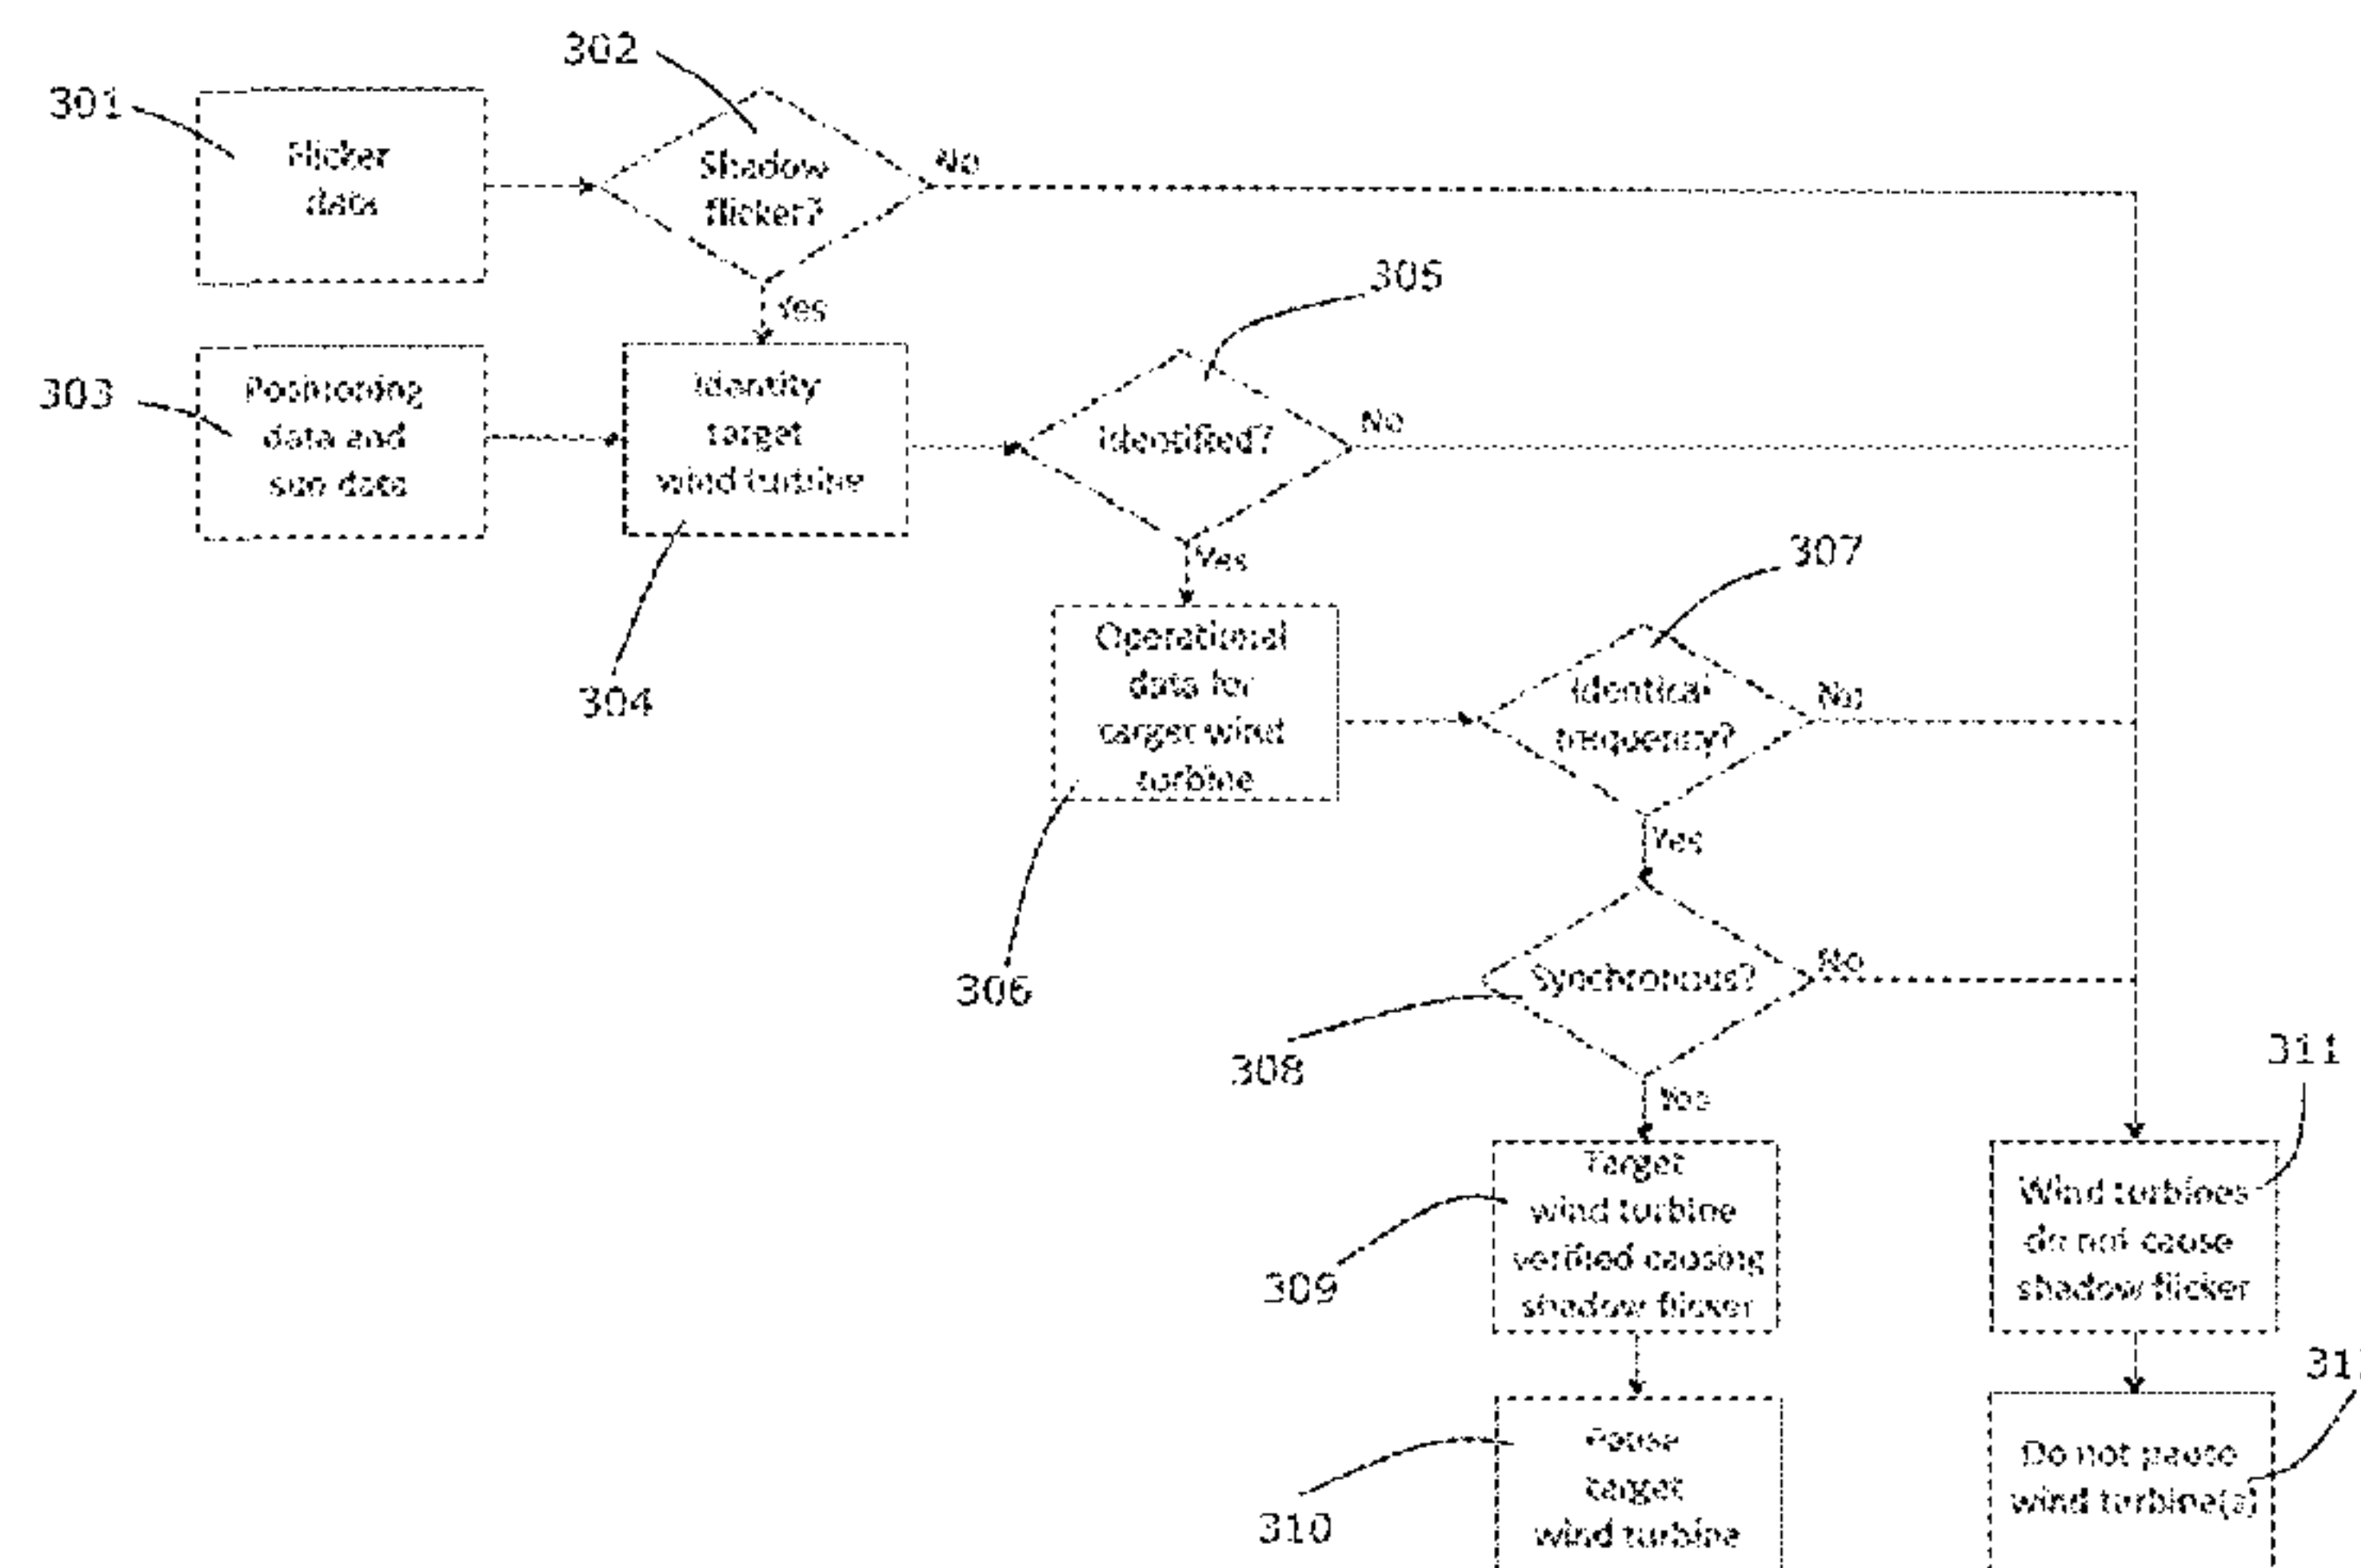 302
301
Flicker
data
Shadow
flicker?
No
Yes
305
303
Positioning
data and
sun data
Identity
target
wind turbine
Identified?
No
304
Yes
307
Operational
data for
target wind
turbine
Identical
frequency?
No
306
Yes
Synchronous?
No
308
311
Yes
Target
wind turbine
verified causing
shadow flicker
309
Wind turbines
do not cause
shadow flicker
Pause
target
wind turbine
310
Do not pause
wind turbine(s)